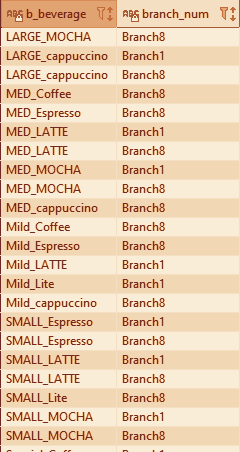 ABC b_beverage ABC branch_num
LARGE_MOCHA Branch8
LARGE_cappuccino Branch1
LARGE_cappuccino Branch8
MED_Coffee Branch8
MED_Espresso Branch8
MED_LATTE Branch1
MED_LATTE Branch8
MED_MOCHA Branch1
MED_MOCHA Branch8
MED_cappuccino Branch8
Mild_Coffee Branch8
Mild_Espresso Branch8
Mild_LATTE Branch1
Mild_Lite Branch1
Mild_cappuccino Branch8
SMALL_Espresso Branch1
SMALL_Espresso Branch8
SMALL_LATTE Branch1
SMALL_LATTE Branch8
SMALL_Lite Branch8
SMALL_MOCHA Branch1
SMALL_MOCHA Branch8